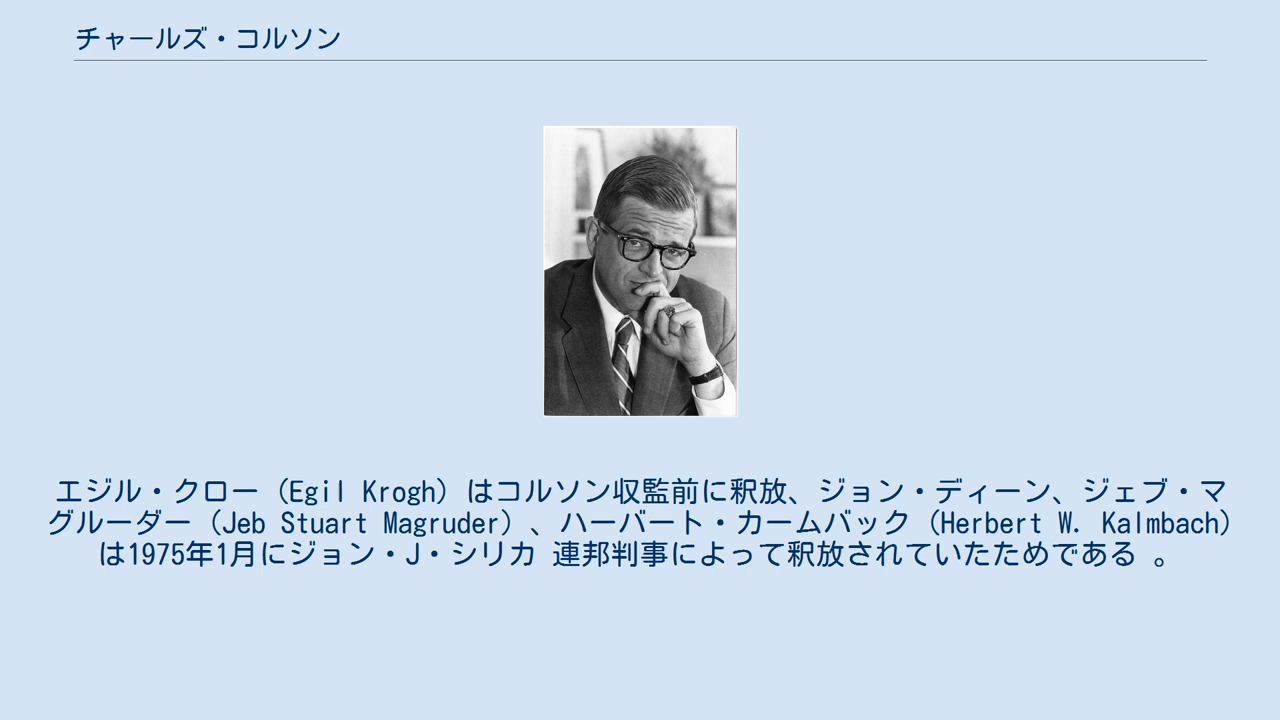 チャールズ・コルソン
エジル・クロー（Egil Krogh）はコルソン収監前に釈放、ジョン・ディーン、ジェブ・マ
グルーダー（Jeb Stuart Magruder）、ハーバート・カームバック（Herbert W. Kalmbach）
は1975年1月にジョン・J・シリカ 連邦判事によって釈放されていたためである 。